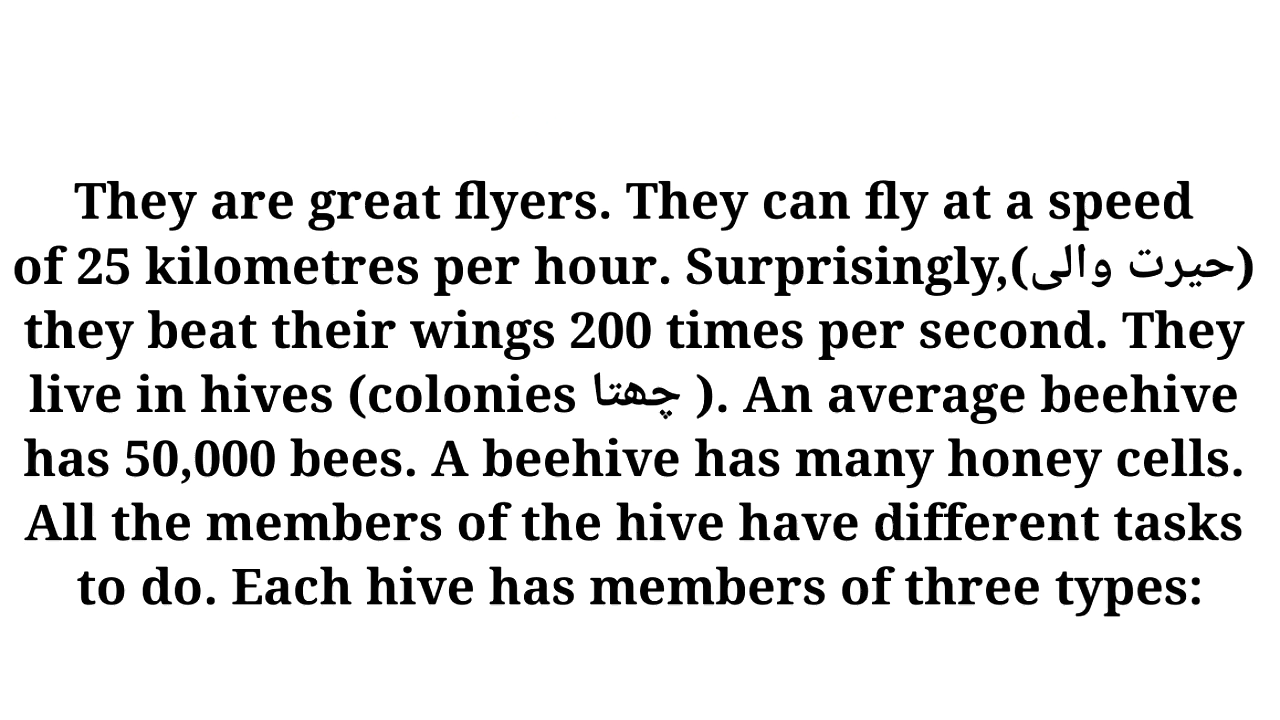 They are great flyers. They can fly at a speed
of 25 kilometres per hour. Surprisingly,(حیرت والی)
they beat their wings 200 times per second. They
live in hives (colonies چھتا ). An average beehive
has 50,000 bees. A beehive has many honey cells.
All the members of the hive have different tasks
to do. Each hive has members of three types: